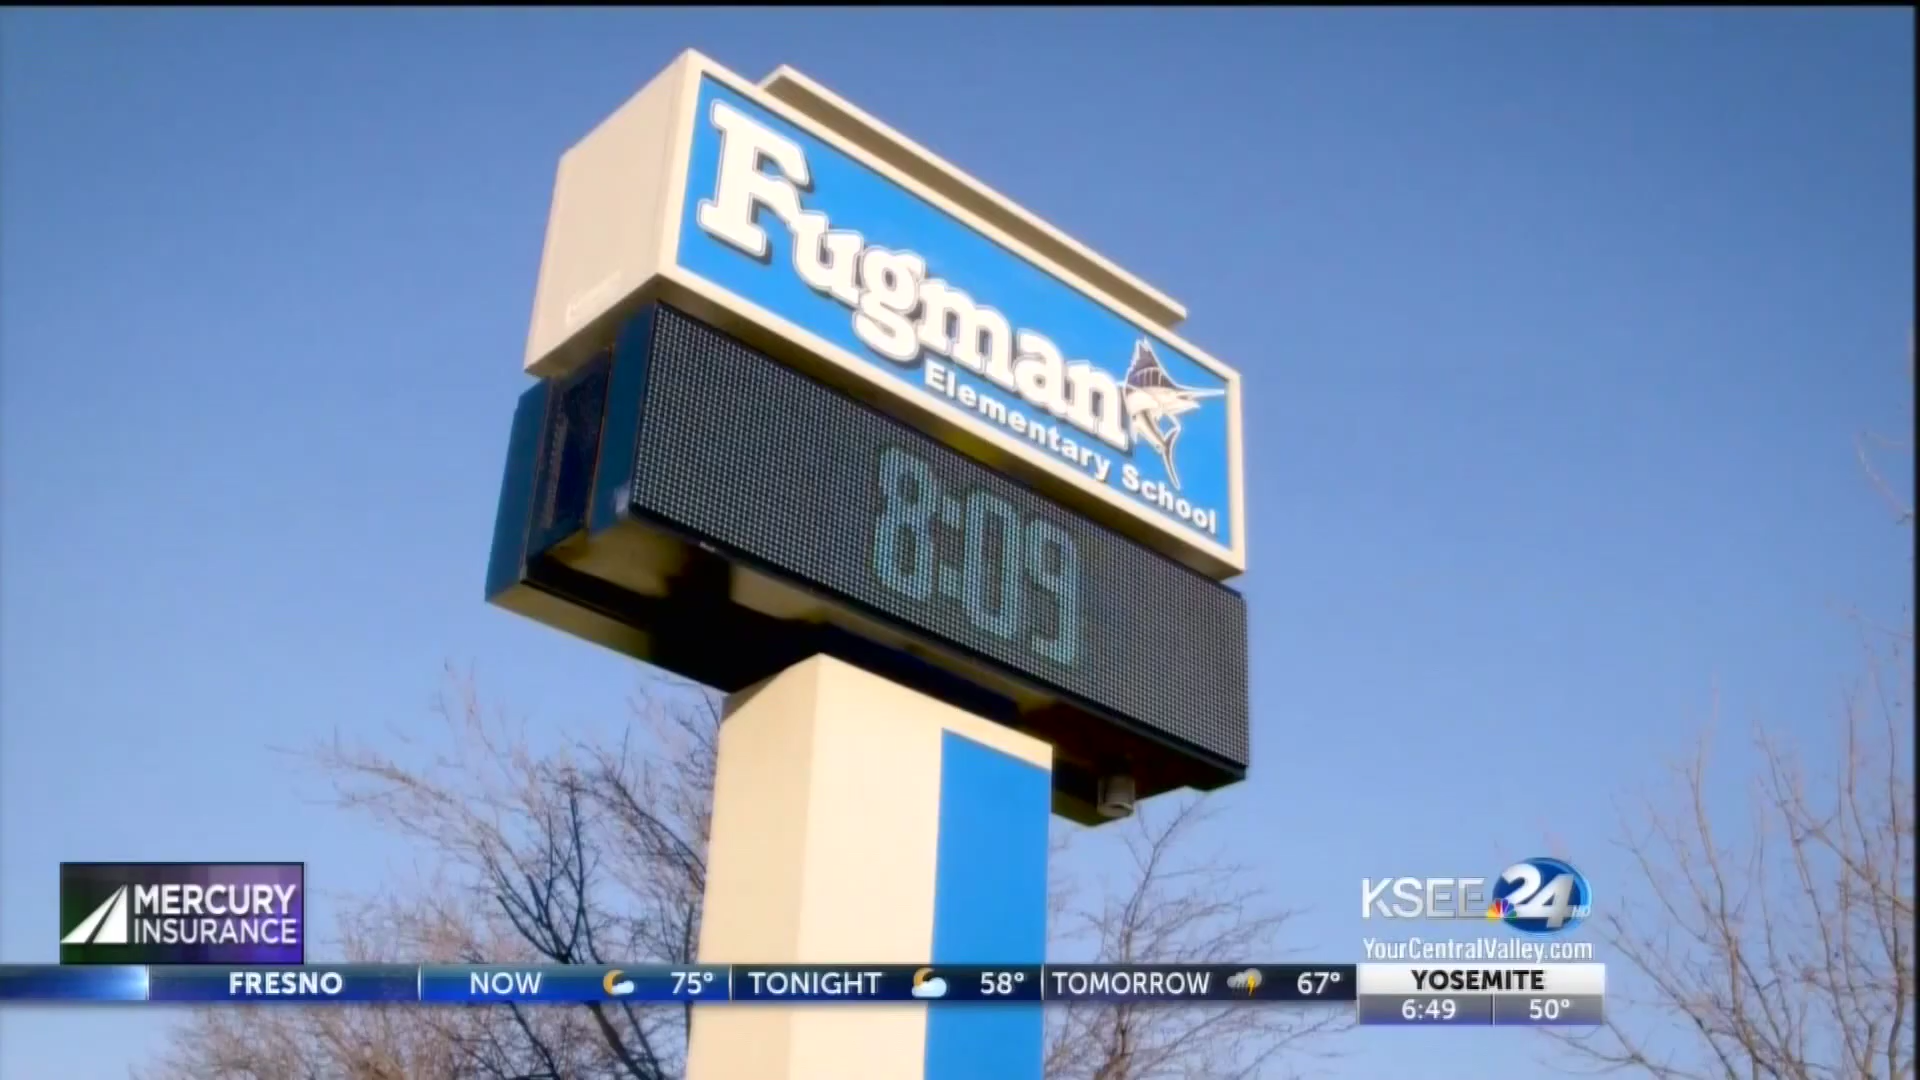 Fugman
Elementary School
8:09
MERCURY
INSURANCE
KSEE 24 HD
YourCentralValley.com
FRESNO NOW 75° TONIGHT 58° TOMORROW 67° YOSEMITE
6:49 50°